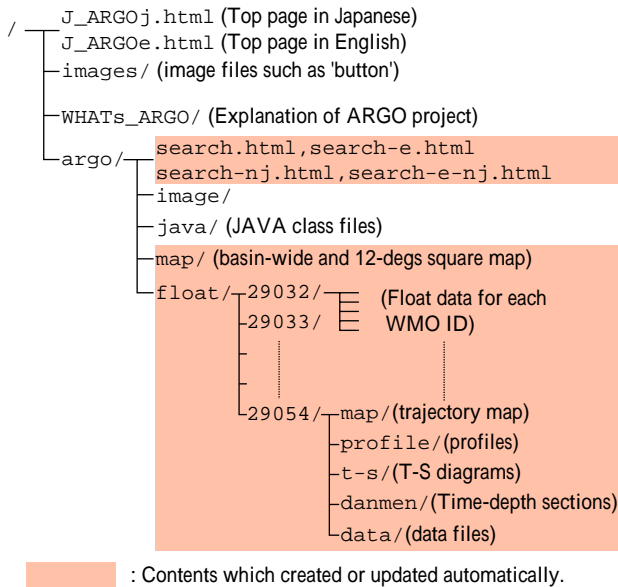 /
J_ARGOj.html (Top page in Japanese)
J_ARGOe.html (Top page in English)
images/ (image files such as 'button')
WHATs_ARGO/ (Explanation of ARGO project)
argo/
search.html,search-e.html
search-nj.html,search-e-nj.html
image/
java/ (JAVA class files)
map/ (basin-wide and 12-degs square map)
float/
29032/
(Float data for each
29033/
WMO ID)
29054/
map/(trajectory map)
profile/(profiles)
t-s/(T-S diagrams)
danmen/(Time-depth sections)
data/(data files)
: Contents which created or updated automatically.